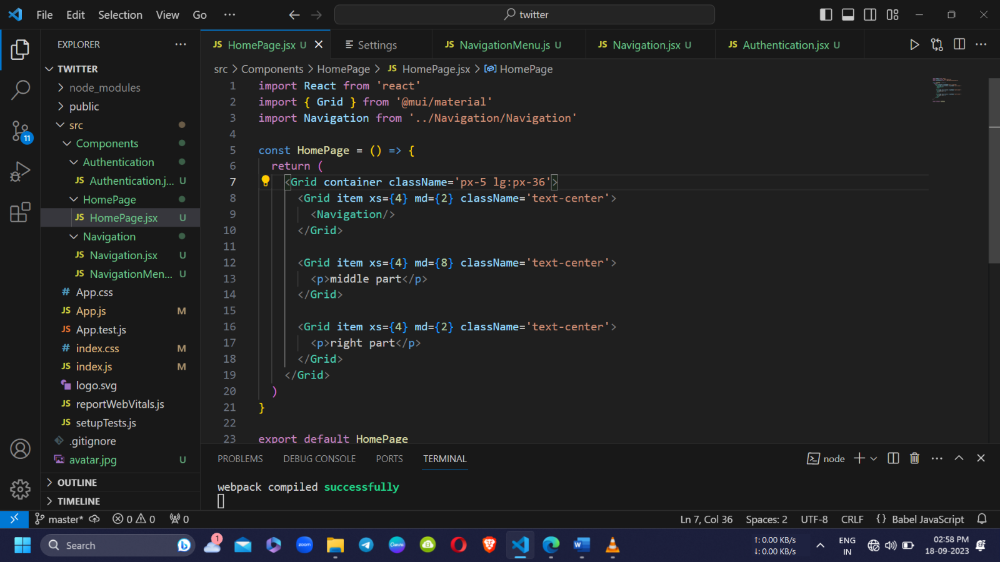 File Edit Selection View Go ··· twitter
EXPLORER ···
TWITTER
node_modules
public
src
Components
Authentication
JS Authentication.j... U
HomePage
JS HomePage.jsx U
Navigation
JS Navigation.jsx U
JS NavigationMen... U
# App.css
JS App.js M
JS App.test.js
# index.css M
JS index.js M
logo.svg
JS reportWebVitals.js
JS setupTests.js
.gitignore
avatar.jpg U
OUTLINE
TIMELINE
11
JS HomePage.jsx U Settings JS NavigationMenu.js U JS Navigation.jsx U JS Authentication.jsx U
src > Components > HomePage > JS HomePage.jsx > HomePage
1 import React from 'react'
2 import { Grid } from '@mui/material'
3 import Navigation from '../Navigation/Navigation'
4
5 const HomePage = () => {
6 return (
7 <Grid container className='px-5 lg:px-36'>
8 <Grid item xs={4} md={2} className='text-center'>
9 <Navigation/>
10 </Grid>
11
12 <Grid item xs={4} md={8} className='text-center'>
13 <p>middle part</p>
14 </Grid>
15
16 <Grid item xs={4} md={2} className='text-center'>
17 <p>right part</p>
18 </Grid>
19 </Grid>
20 )
21 }
22
23 export default HomePage
PROBLEMS DEBUG CONSOLE PORTS TERMINAL node
webpack compiled successfully
master* 0 0 0 Ln 7, Col 36 Spaces: 2 UTF-8 CRLF {} Babel JavaScript
Search 1 zoom Canva ↑: 0.00 KB/s ENG 02:58 PM
↓: 0.00 KB/s IN 18-09-2023